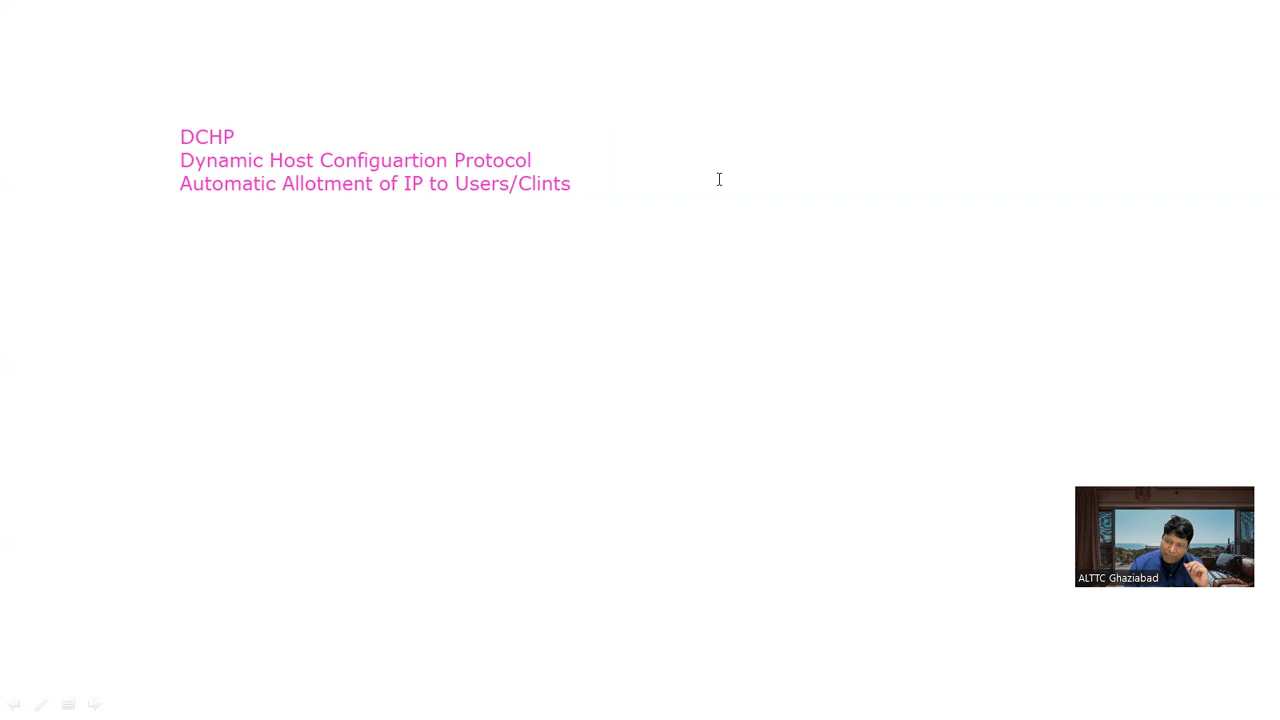 DCHP
Dynamic Host Configuartion Protocol
Automatic Allotment of IP to Users/Clints
ALTTC Ghaziabad